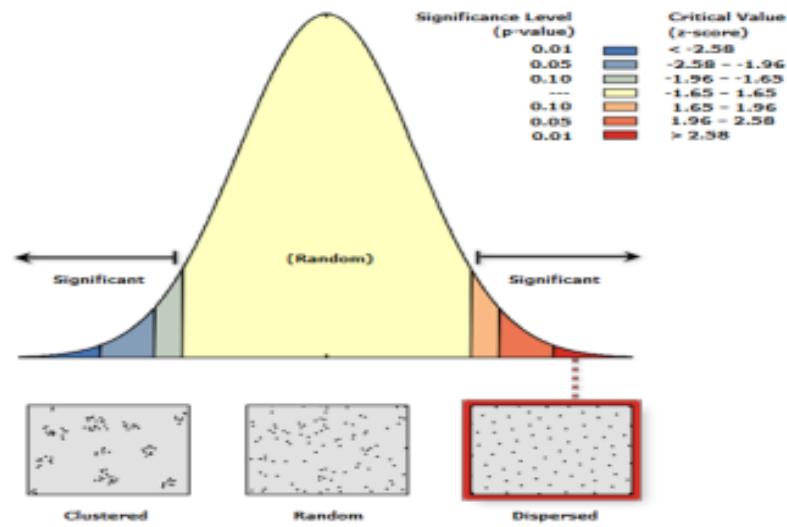 Significance Level Critical Value
(p-value) (z-score)
0.01 < -2.58
0.05 -2.58 - -1.96
0.10 -1.96 - -1.65
--- -1.65 - 1.65
0.10 1.65 - 1.96
0.05 1.96 - 2.58
0.01 > 2.58
(Random)
Significant Significant
Clustered Random Dispersed